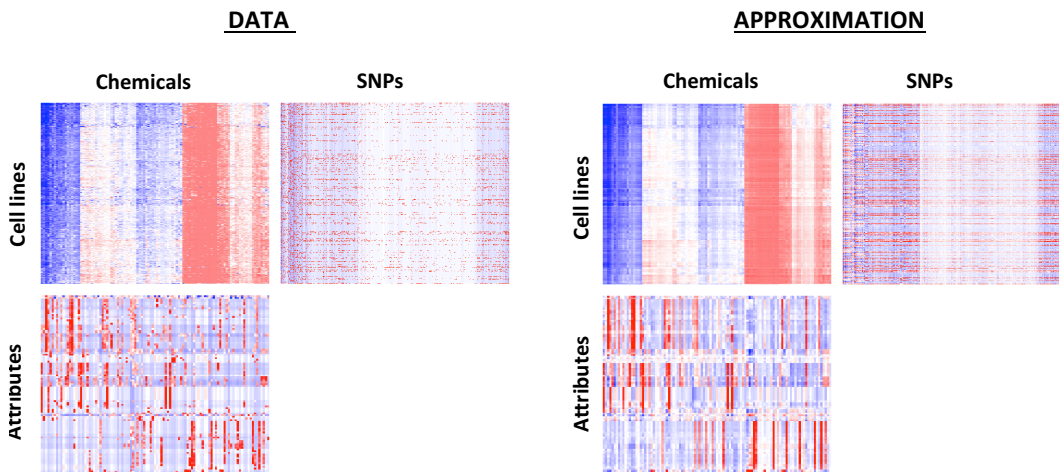 DATA
APPROXIMATION
Chemicals
SNPs
Chemicals
SNPs
Cell lines
Cell lines
Attributes
Attributes